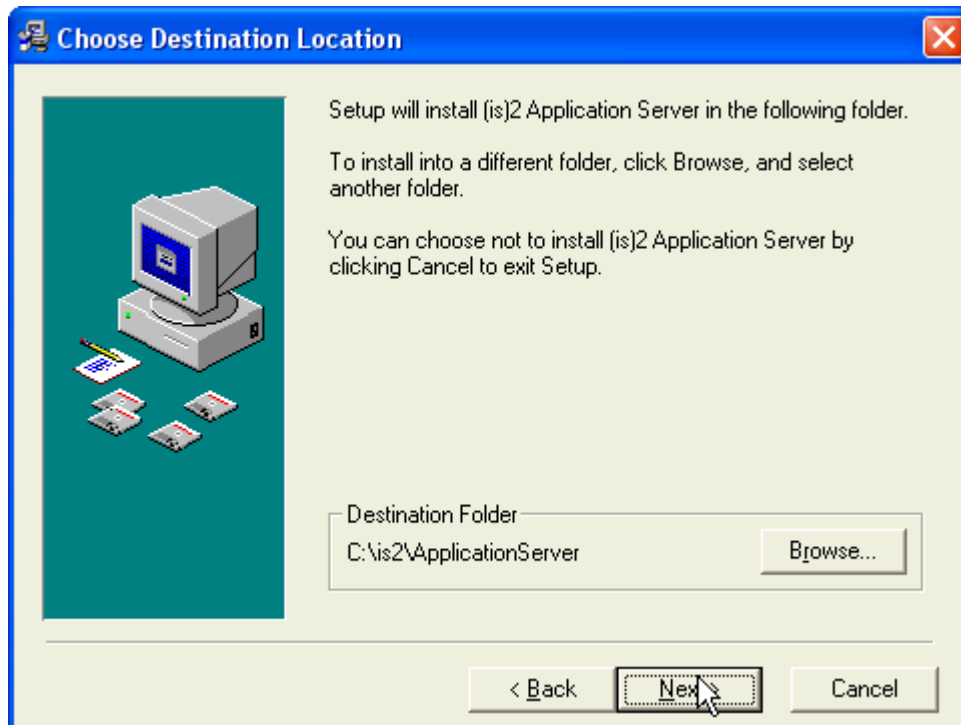 Choose Destination Location
Setup will install (is)2 Application Server in the following folder.
To install into a different folder, click Browse, and select
another folder.
You can choose not to install (is)2 Application Server by
clicking Cancel to exit Setup.
Destination Folder
C:\is2\ApplicationServer
Browse...
< Back
Next >
Cancel